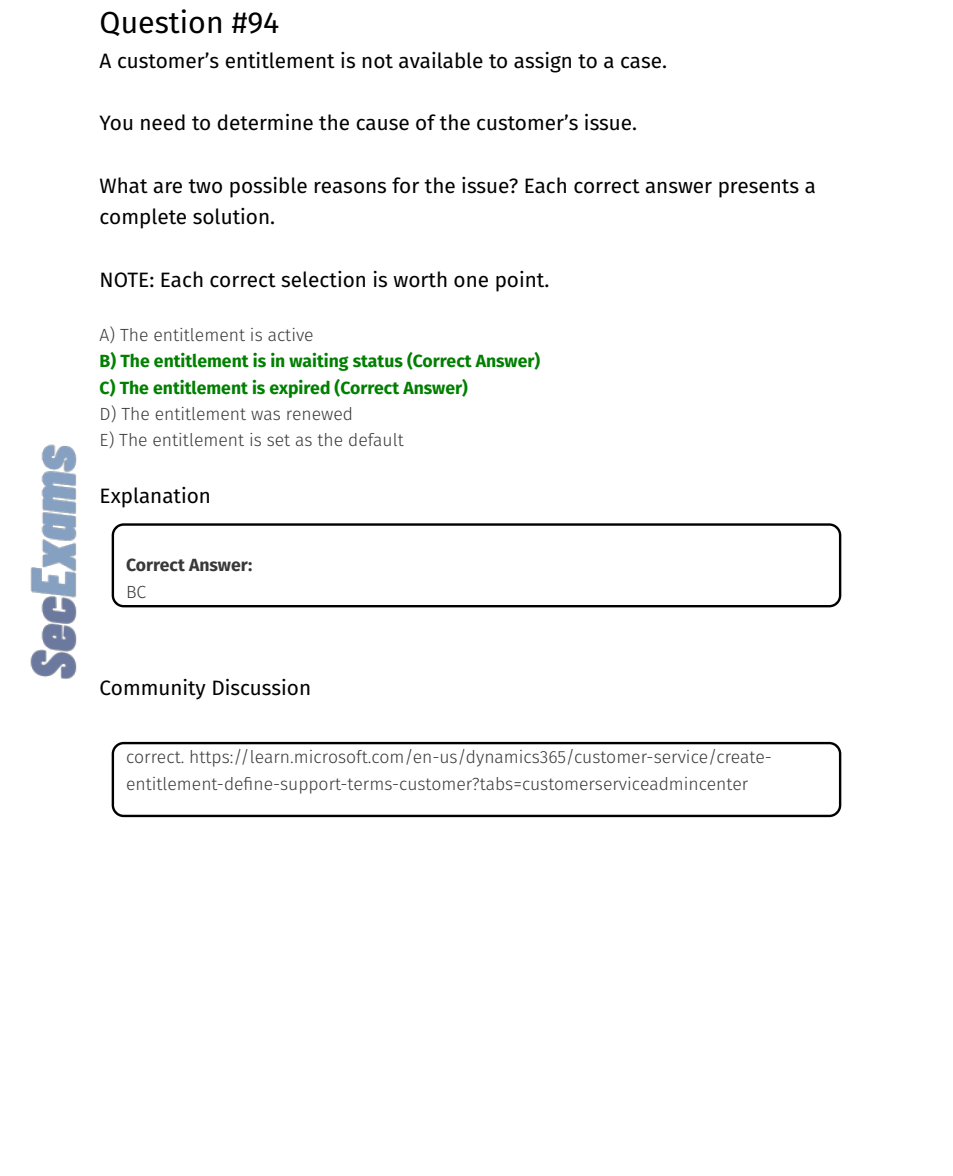 Question #94
A customer’s entitlement is not available to assign to a case.
You need to determine the cause of the customer’s issue.
What are two possible reasons for the issue? Each correct answer presents a
complete solution.
NOTE: Each correct selection is worth one point.
A) The entitlement is active
B) The entitlement is in waiting status (Correct Answer)
C) The entitlement is expired (Correct Answer)
D) The entitlement was renewed
E) The entitlement is set as the default
SecExams
Explanation
Correct Answer:
BC
Community Discussion
correct. https://learn.microsoft.com/en-us/dynamics365/customer-service/create-
entitlement-define-support-terms-customer?tabs=customerserviceadmincenter